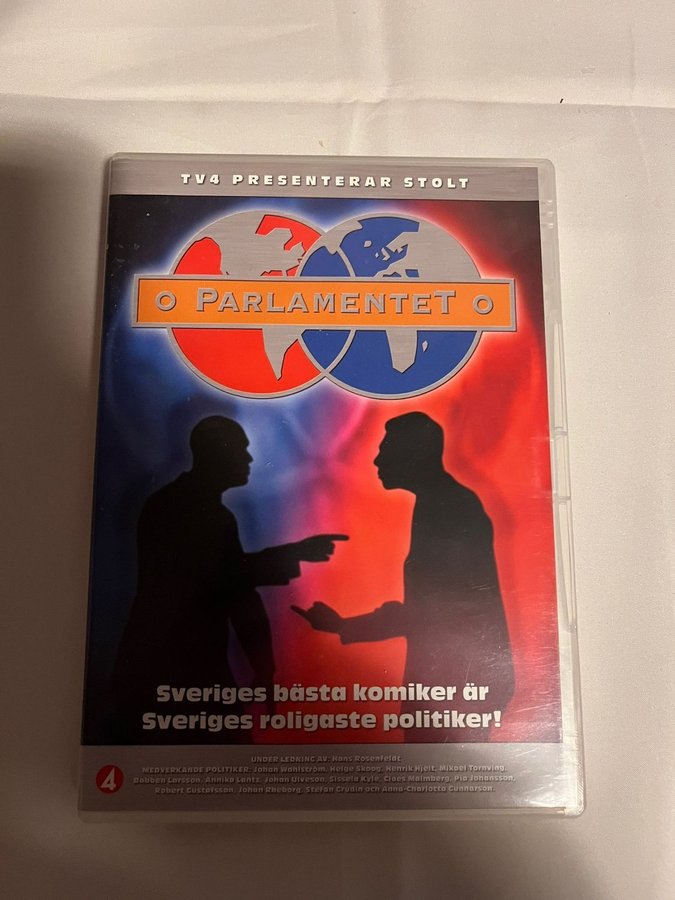 TV4 PRESENTERAR STOLT
PARLAMENTET
Sveriges bästa komiker är
Sveriges roligaste politiker!
UNDER LEDNING AV: Hans Rosenfeldt
MEDVERKANDE POLITIKER: Johan Wahlström, Helge Skoog, Henrik Hjelt, Mikael Tornving,
Babben Larsson, Annika Lantz, Johan Ulveson, Sissela Kyle, Claes Malmberg, Pia Johansson,
Robert Gustafsson, Johan Rheborg, Stefan Grudin och Anna-Charlotta Gunnarson.
4